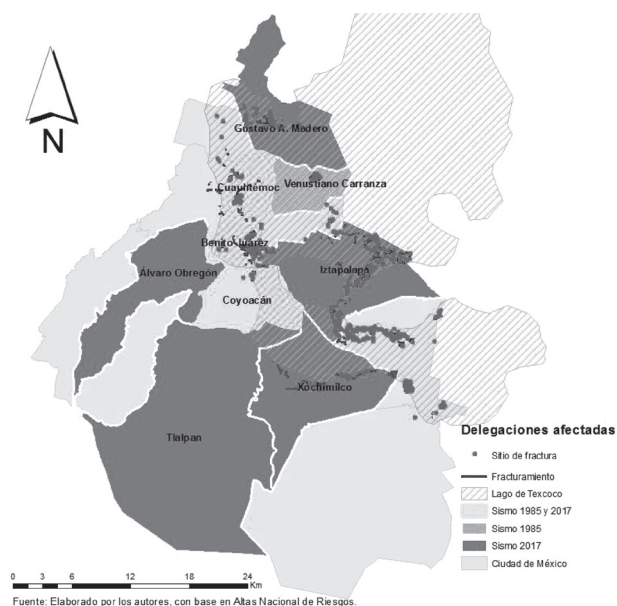 N
Gustavo A. Madero
Cuauhtémoc
Venustiano Carranza
Benito Juárez
Álvaro Obregón
Iztapalapa
Coyoacán
Xochimilco
Tlalpan
Delegaciones afectadas
Sitio de fractura
Fracturamiento
Lago de Texcoco
Sismo 1985 y 2017
Sismo 1985
Sismo 2017
Ciudad de México
0 3 6 12 18 24
Km
Fuente: Elaborado por los autores, con base en Altas Nacional de Riesgos.